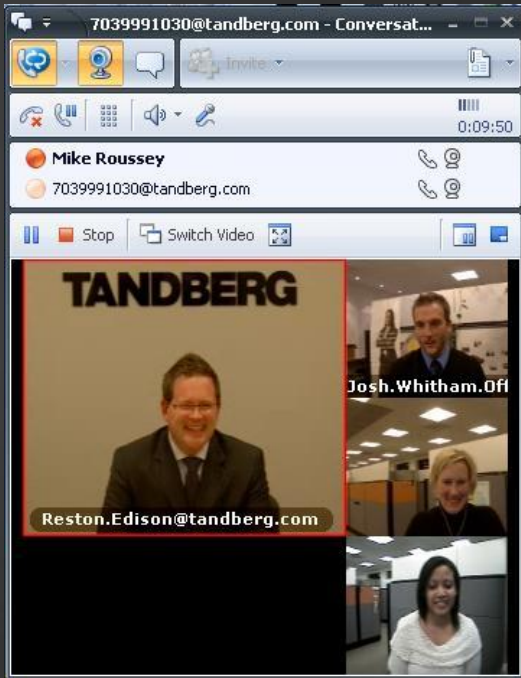 7039991030@tandberg.com - Conversat...
Invite
0:09:50
Mike Roussey
7039991030@tandberg.com
Stop
Switch Video
TANDBERG
Josh.Whitham.Off
Reston.Edison@tandberg.com